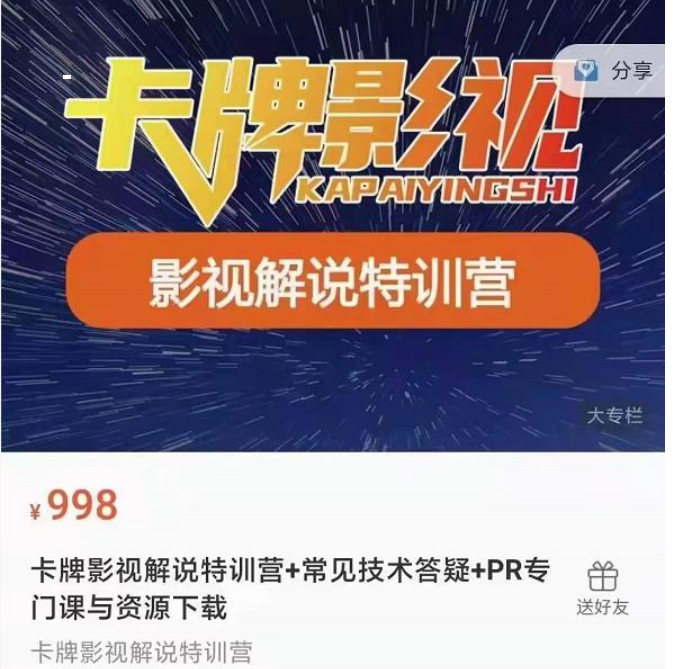 卡牌影视
分享
KAPAIYINGSHI
影视解说特训营
大专栏
¥998
卡牌影视解说特训营+常见技术答疑+PR专
门课与资源下载
送好友
卡牌影视解说特训营